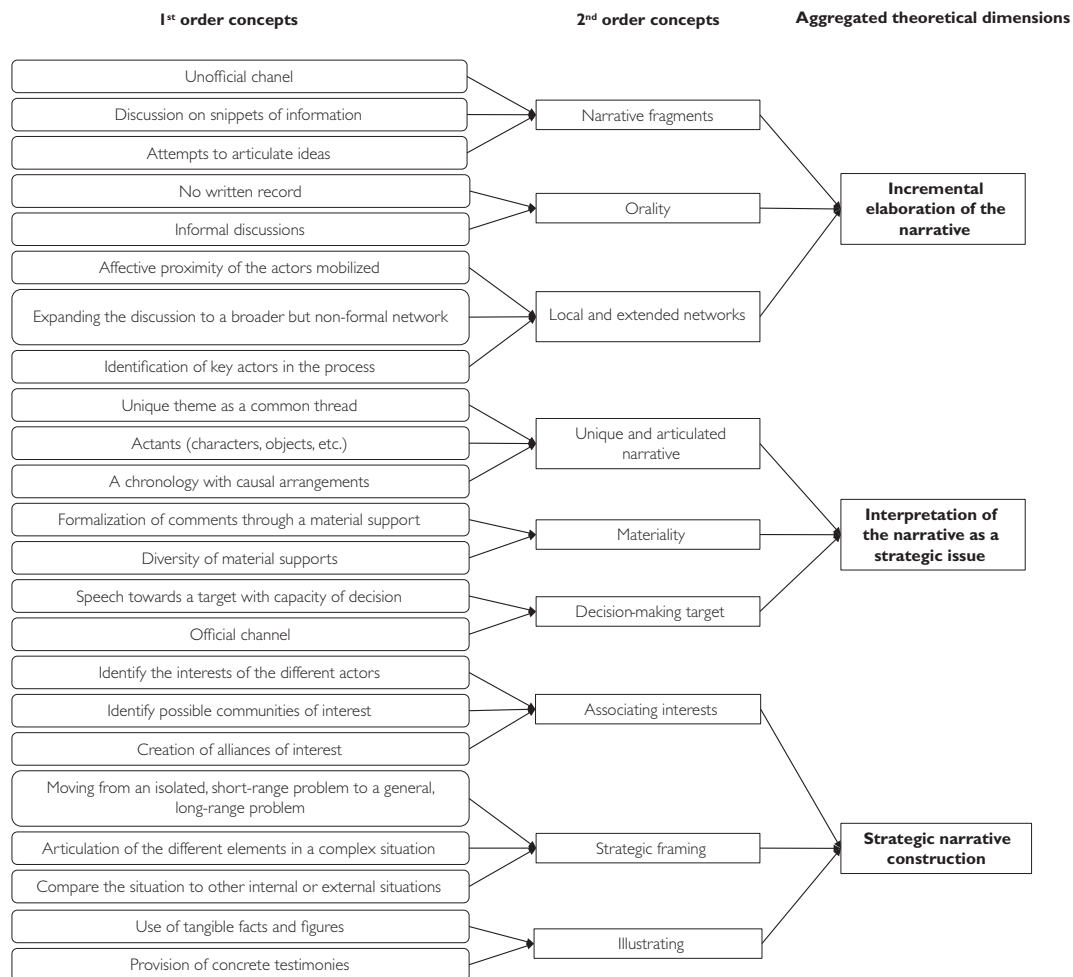 1st order concepts
2nd order concepts
Aggregated theoretical dimensions
Unofficial chanel
Discussion on snippets of information
Attempts to articulate ideas
Narrative fragments
No written record
Informal discussions
Orality
Affective proximity of the actors mobilized
Expanding the discussion to a broader but non-formal network
Identification of key actors in the process
Local and extended networks
Incremental
elaboration of the
narrative
Unique theme as a common thread
Actants (characters, objects, etc.)
A chronology with causal arrangements
Unique and articulated
narrative
Formalization of comments through a material support
Diversity of material supports
Materiality
Speech towards a target with capacity of decision
Official channel
Decision-making target
Interpretation of
the narrative as a
strategic issue
Identify the interests of the different actors
Identify possible communities of interest
Creation of alliances of interest
Associating interests
Moving from an isolated, short-range problem to a general,
long-range problem
Articulation of the different elements in a complex situation
Compare the situation to other internal or external situations
Strategic framing
Use of tangible facts and figures
Provision of concrete testimonies
Illustrating
Strategic narrative
construction